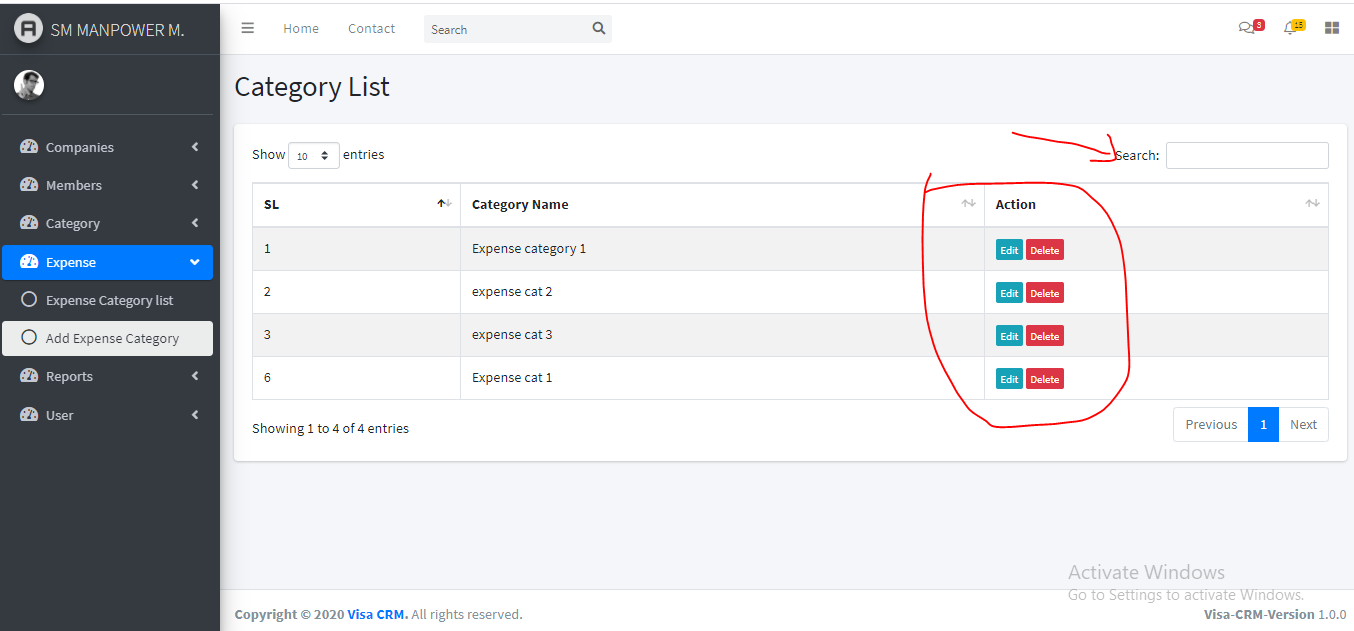 SM MANPOWER M.
Home Contact Search 3 15
Companies
Members
Category
Expense
Expense Category list
Add Expense Category
Reports
User
Category List
Show 10 entries Search:
SL Category Name Action
1 Expense category 1 Edit Delete
2 expense cat 2 Edit Delete
3 expense cat 3 Edit Delete
6 Expense cat 1 Edit Delete
Showing 1 to 4 of 4 entries Previous 1 Next
Activate Windows
Go to Settings to activate Windows.
Copyright © 2020 Visa CRM. All rights reserved. Visa-CRM-Version 1.0.0